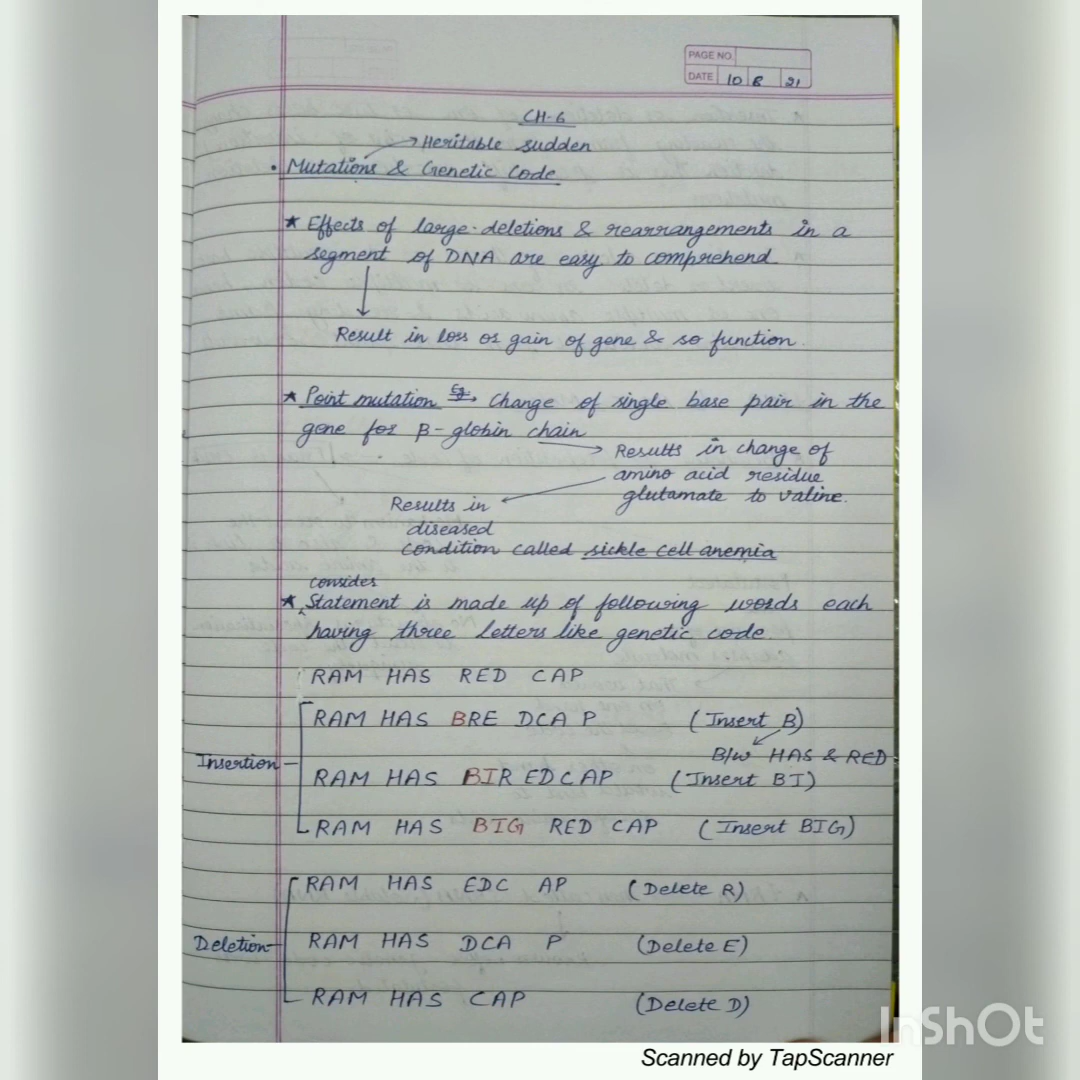 PAGE NO.
DATE 10 8 21
CH-6
→ Heritable sudden
• Mutations & Genetic Code
★ Effects of large deletions & rearrangements in a
segment of DNA are easy to comprehend
Result in loss or gain of gene & so function.
★ Point mutation Eg → Change of single base pair in the
gene for β-globin chain
→ Results in change of
amino acid residue
glutamate to valine.
Results in
diseased
condition called sickle cell anemia
consider
★ Statement is made up of following words each
having three letters like genetic code.
RAM HAS RED CAP
RAM HAS BRE DCA P (Insert B)
B/w HAS & RED
Insertion
RAM HAS BIR EDC AP (Insert BI)
RAM HAS BIG RED CAP (Insert BIG)
RAM HAS EDC AP (Delete R)
Deletion
RAM HAS DCA P (Delete E)
RAM HAS CAP (Delete D)
InShOt
Scanned by TapScanner